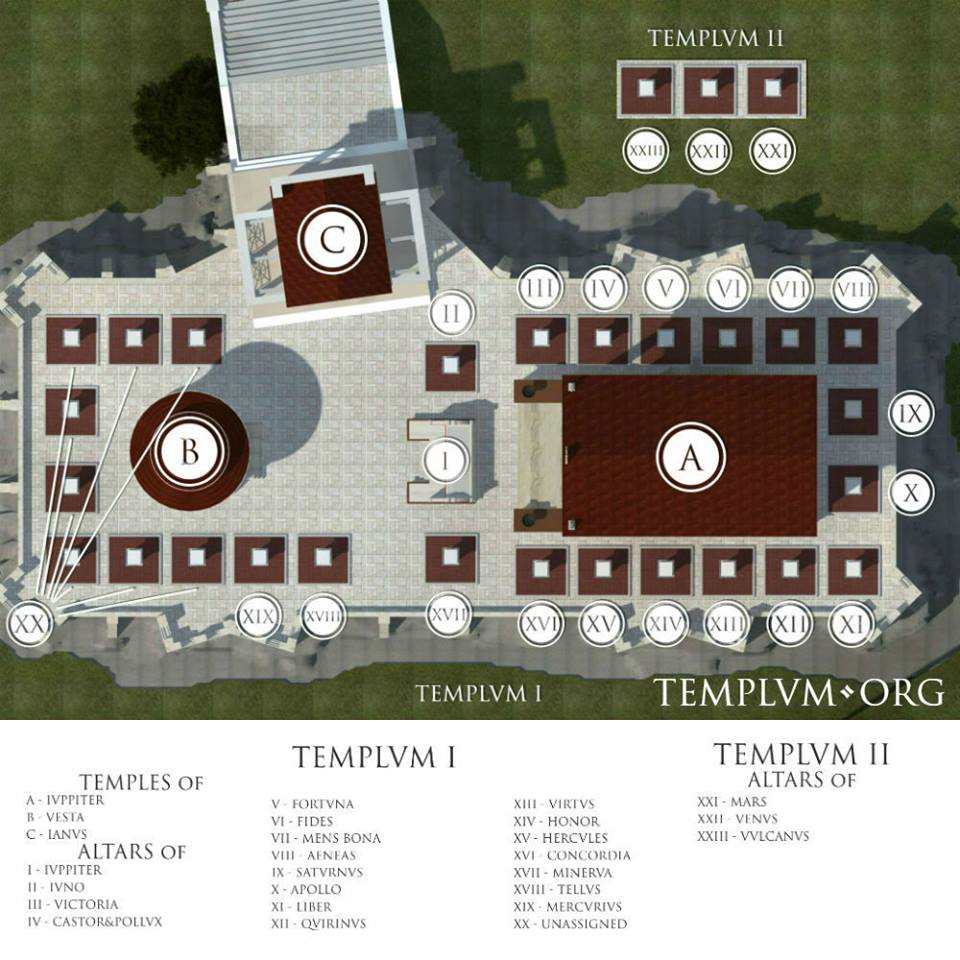 TEMPLVM II
XXIII XXII XXI
C
II III IV V VI VII VIII
IX
B I A
X
XX XIX XVIII XVII XVI XV XIV XIII XII XI
TEMPLVM I TEMPLVM ORG
TEMPLES OF
A - IVPPITER
B - VESTA
C - IANVS
ALTARS OF
I - IVPPITER
II - IVNO
III - VICTORIA
IV - CASTOR&POLLVX
TEMPLVM I
V - FORTVNA
VI - FIDES
VII - MENS BONA
VIII - AENEAS
IX - SATVRNVS
X - APOLLO
XI - LIBER
XII - QVIRINVS
XIII - VIRTVS
XIV - HONOR
XV - HERCVLES
XVI - CONCORDIA
XVII - MINERVA
XVIII - TELLVS
XIX - MERCVRIVS
XX - UNASSIGNED
TEMPLVM II
ALTARS OF
XXI - MARS
XXII - VENVS
XXIII - VVLCANVS